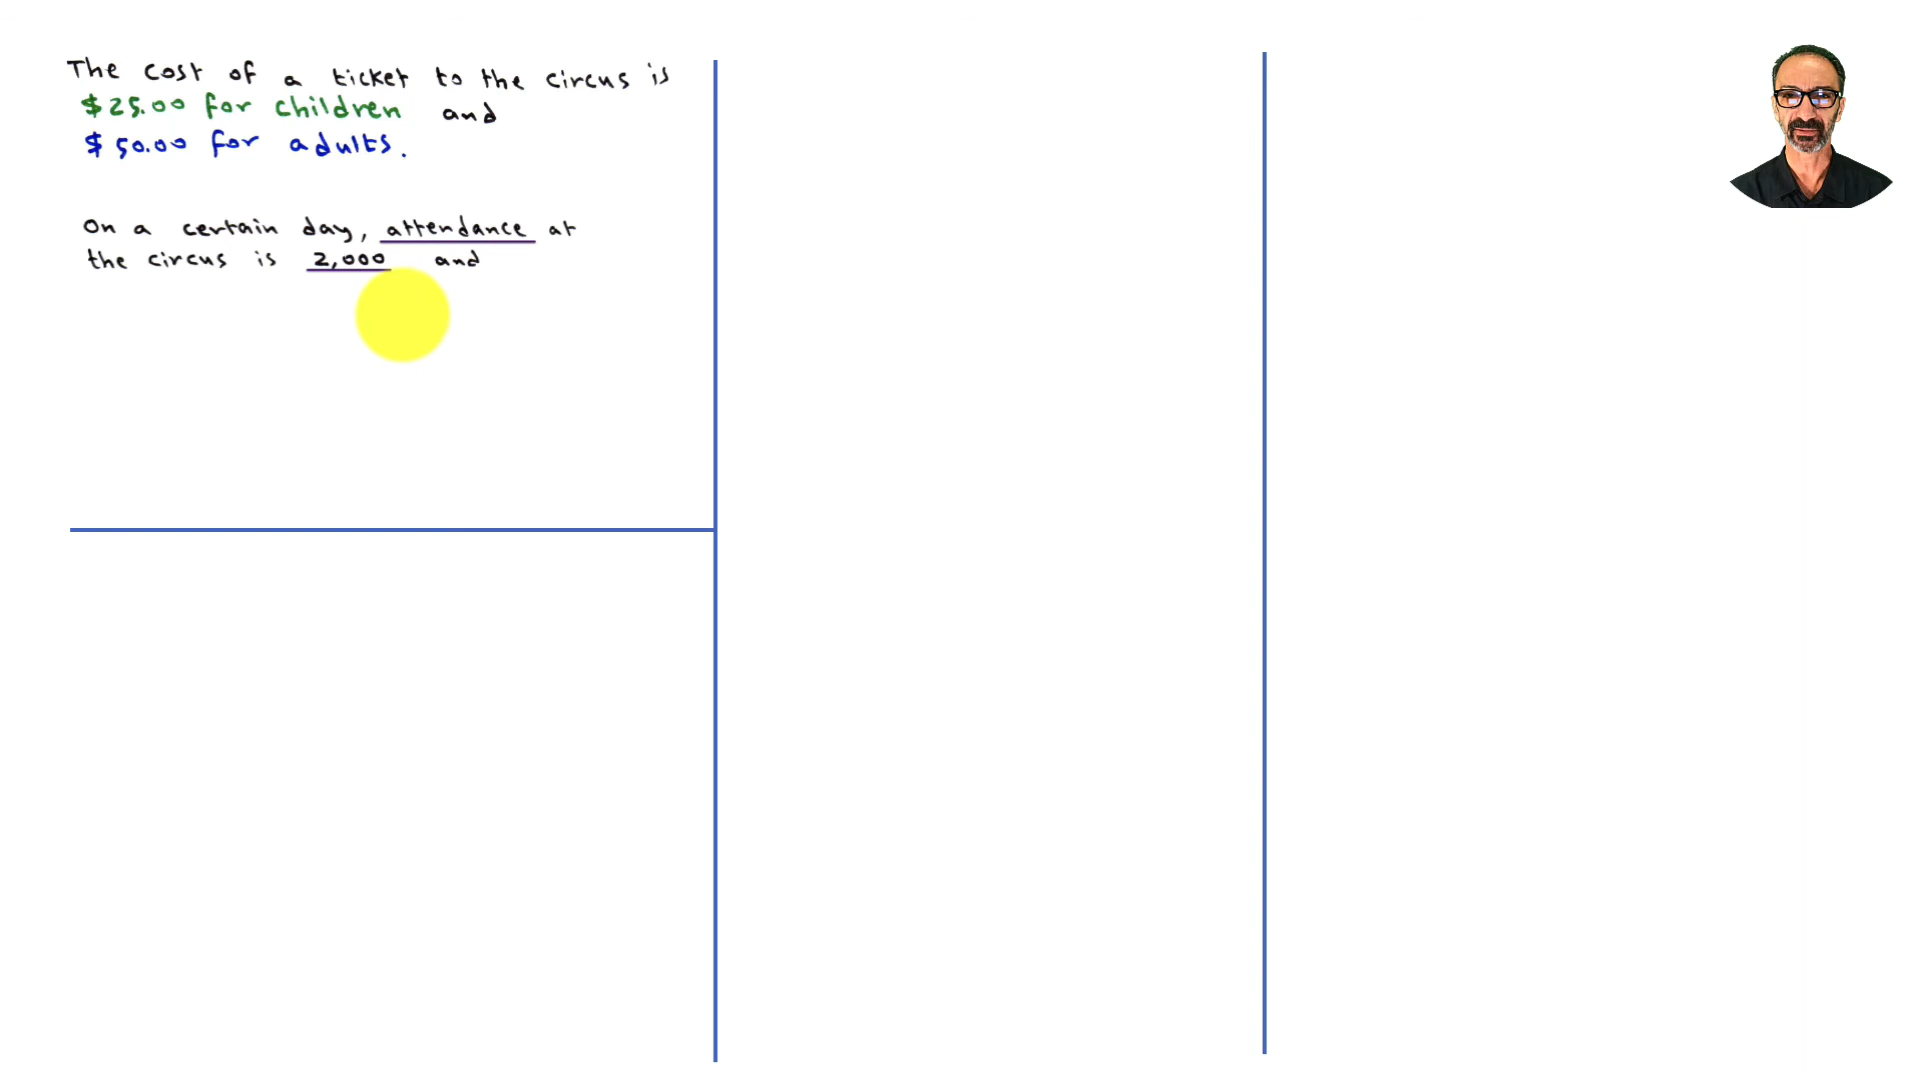 The cost of a ticket to the circus is
$25.00 for children and
$50.00 for adults.
On a certain day, attendance at
the circus is 2,000 and